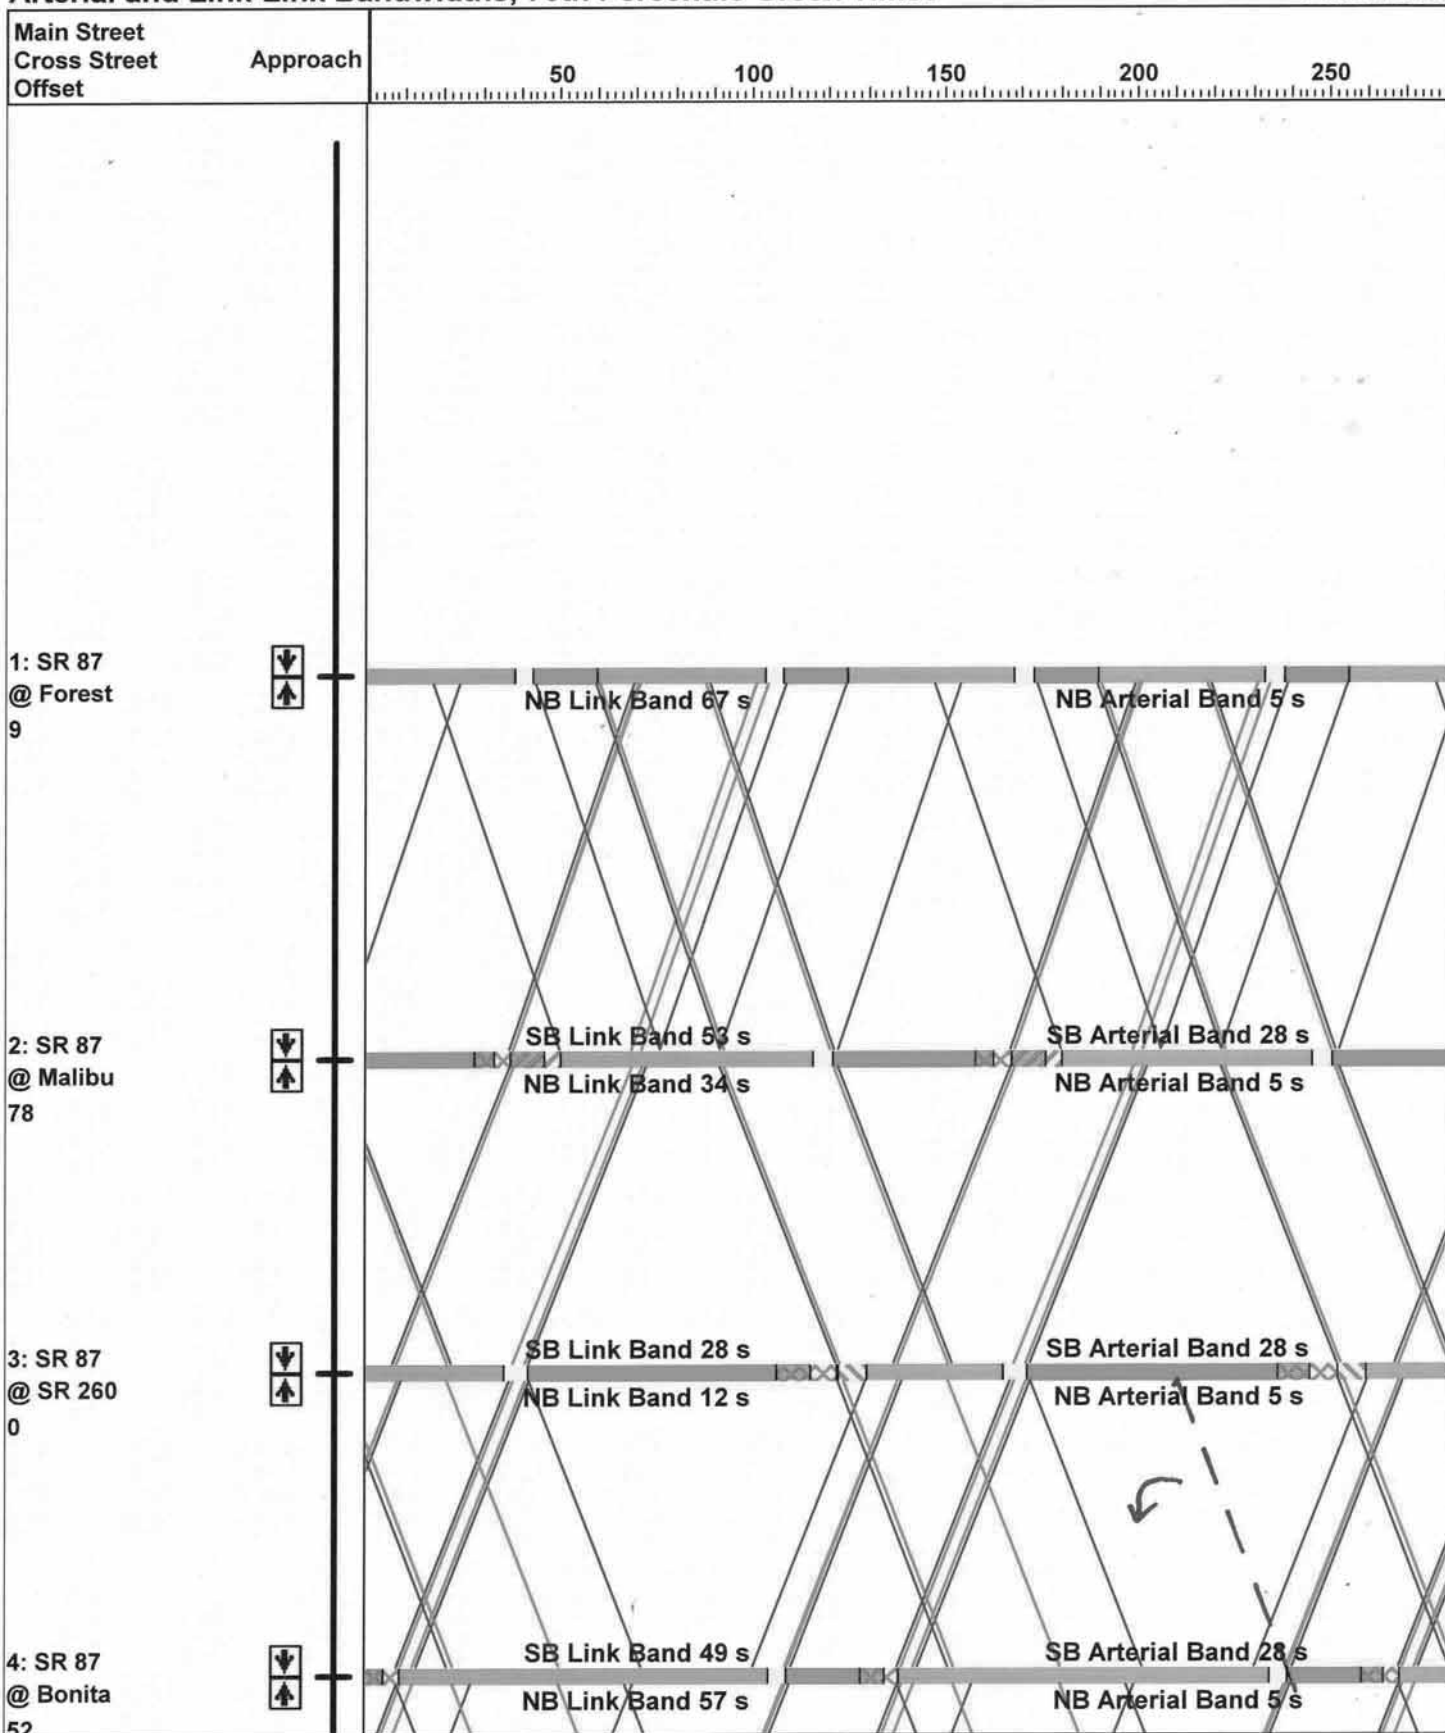 Main Street
Cross Street Approach
Offset
50 100 150 200 250
1: SR 87
@ Forest
9
NB Link Band 67 s NB Arterial Band 5 s
2: SR 87
@ Malibu
78
SB Link Band 53 s SB Arterial Band 28 s
NB Link Band 34 s NB Arterial Band 5 s
3: SR 87
@ SR 260
0
SB Link Band 28 s SB Arterial Band 28 s
NB Link Band 12 s NB Arterial Band 5 s
4: SR 87
@ Bonita
52
SB Link Band 49 s SB Arterial Band 28 s
NB Link Band 57 s NB Arterial Band 5 s